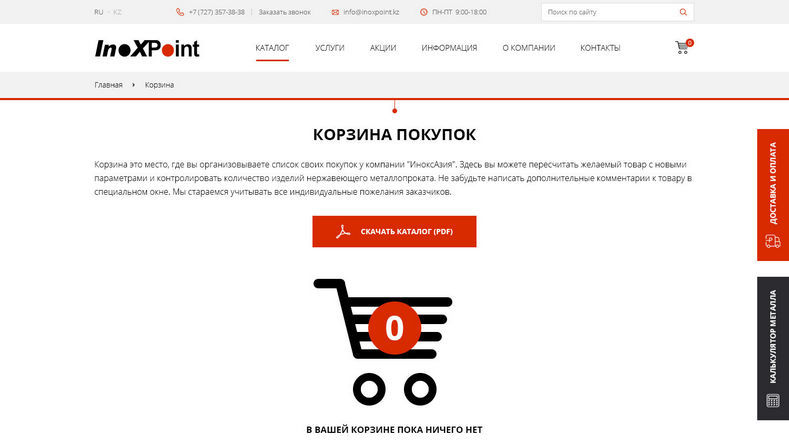 RU KZ
+7 (727) 357-38-38 | Заказать звонок
info@inoxpoint.kz
ПН-ПТ 9:00-18:00
Поиск по сайту
InoXPoint
КАТАЛОГ УСЛУГИ АКЦИИ ИНФОРМАЦИЯ О КОМПАНИИ КОНТАКТЫ
0
Главная › Корзина
КОРЗИНА ПОКУПОК
Корзина это место, где вы организовываете список своих покупок у компании "ИноксАзия". Здесь вы можете пересчитать желаемый товар с новыми
параметрами и контролировать количество изделий нержавеющего металлопроката. Не забудьте написать дополнительные комментарии к товару в
специальном окне. Мы стараемся учитывать все индивидуальные пожелания заказчиков.
СКАЧАТЬ КАТАЛОГ (PDF)
0
В ВАШЕЙ КОРЗИНЕ ПОКА НИЧЕГО НЕТ
ДОСТАВКА И ОПЛАТА
КАЛЬКУЛЯТОР МЕТАЛЛА